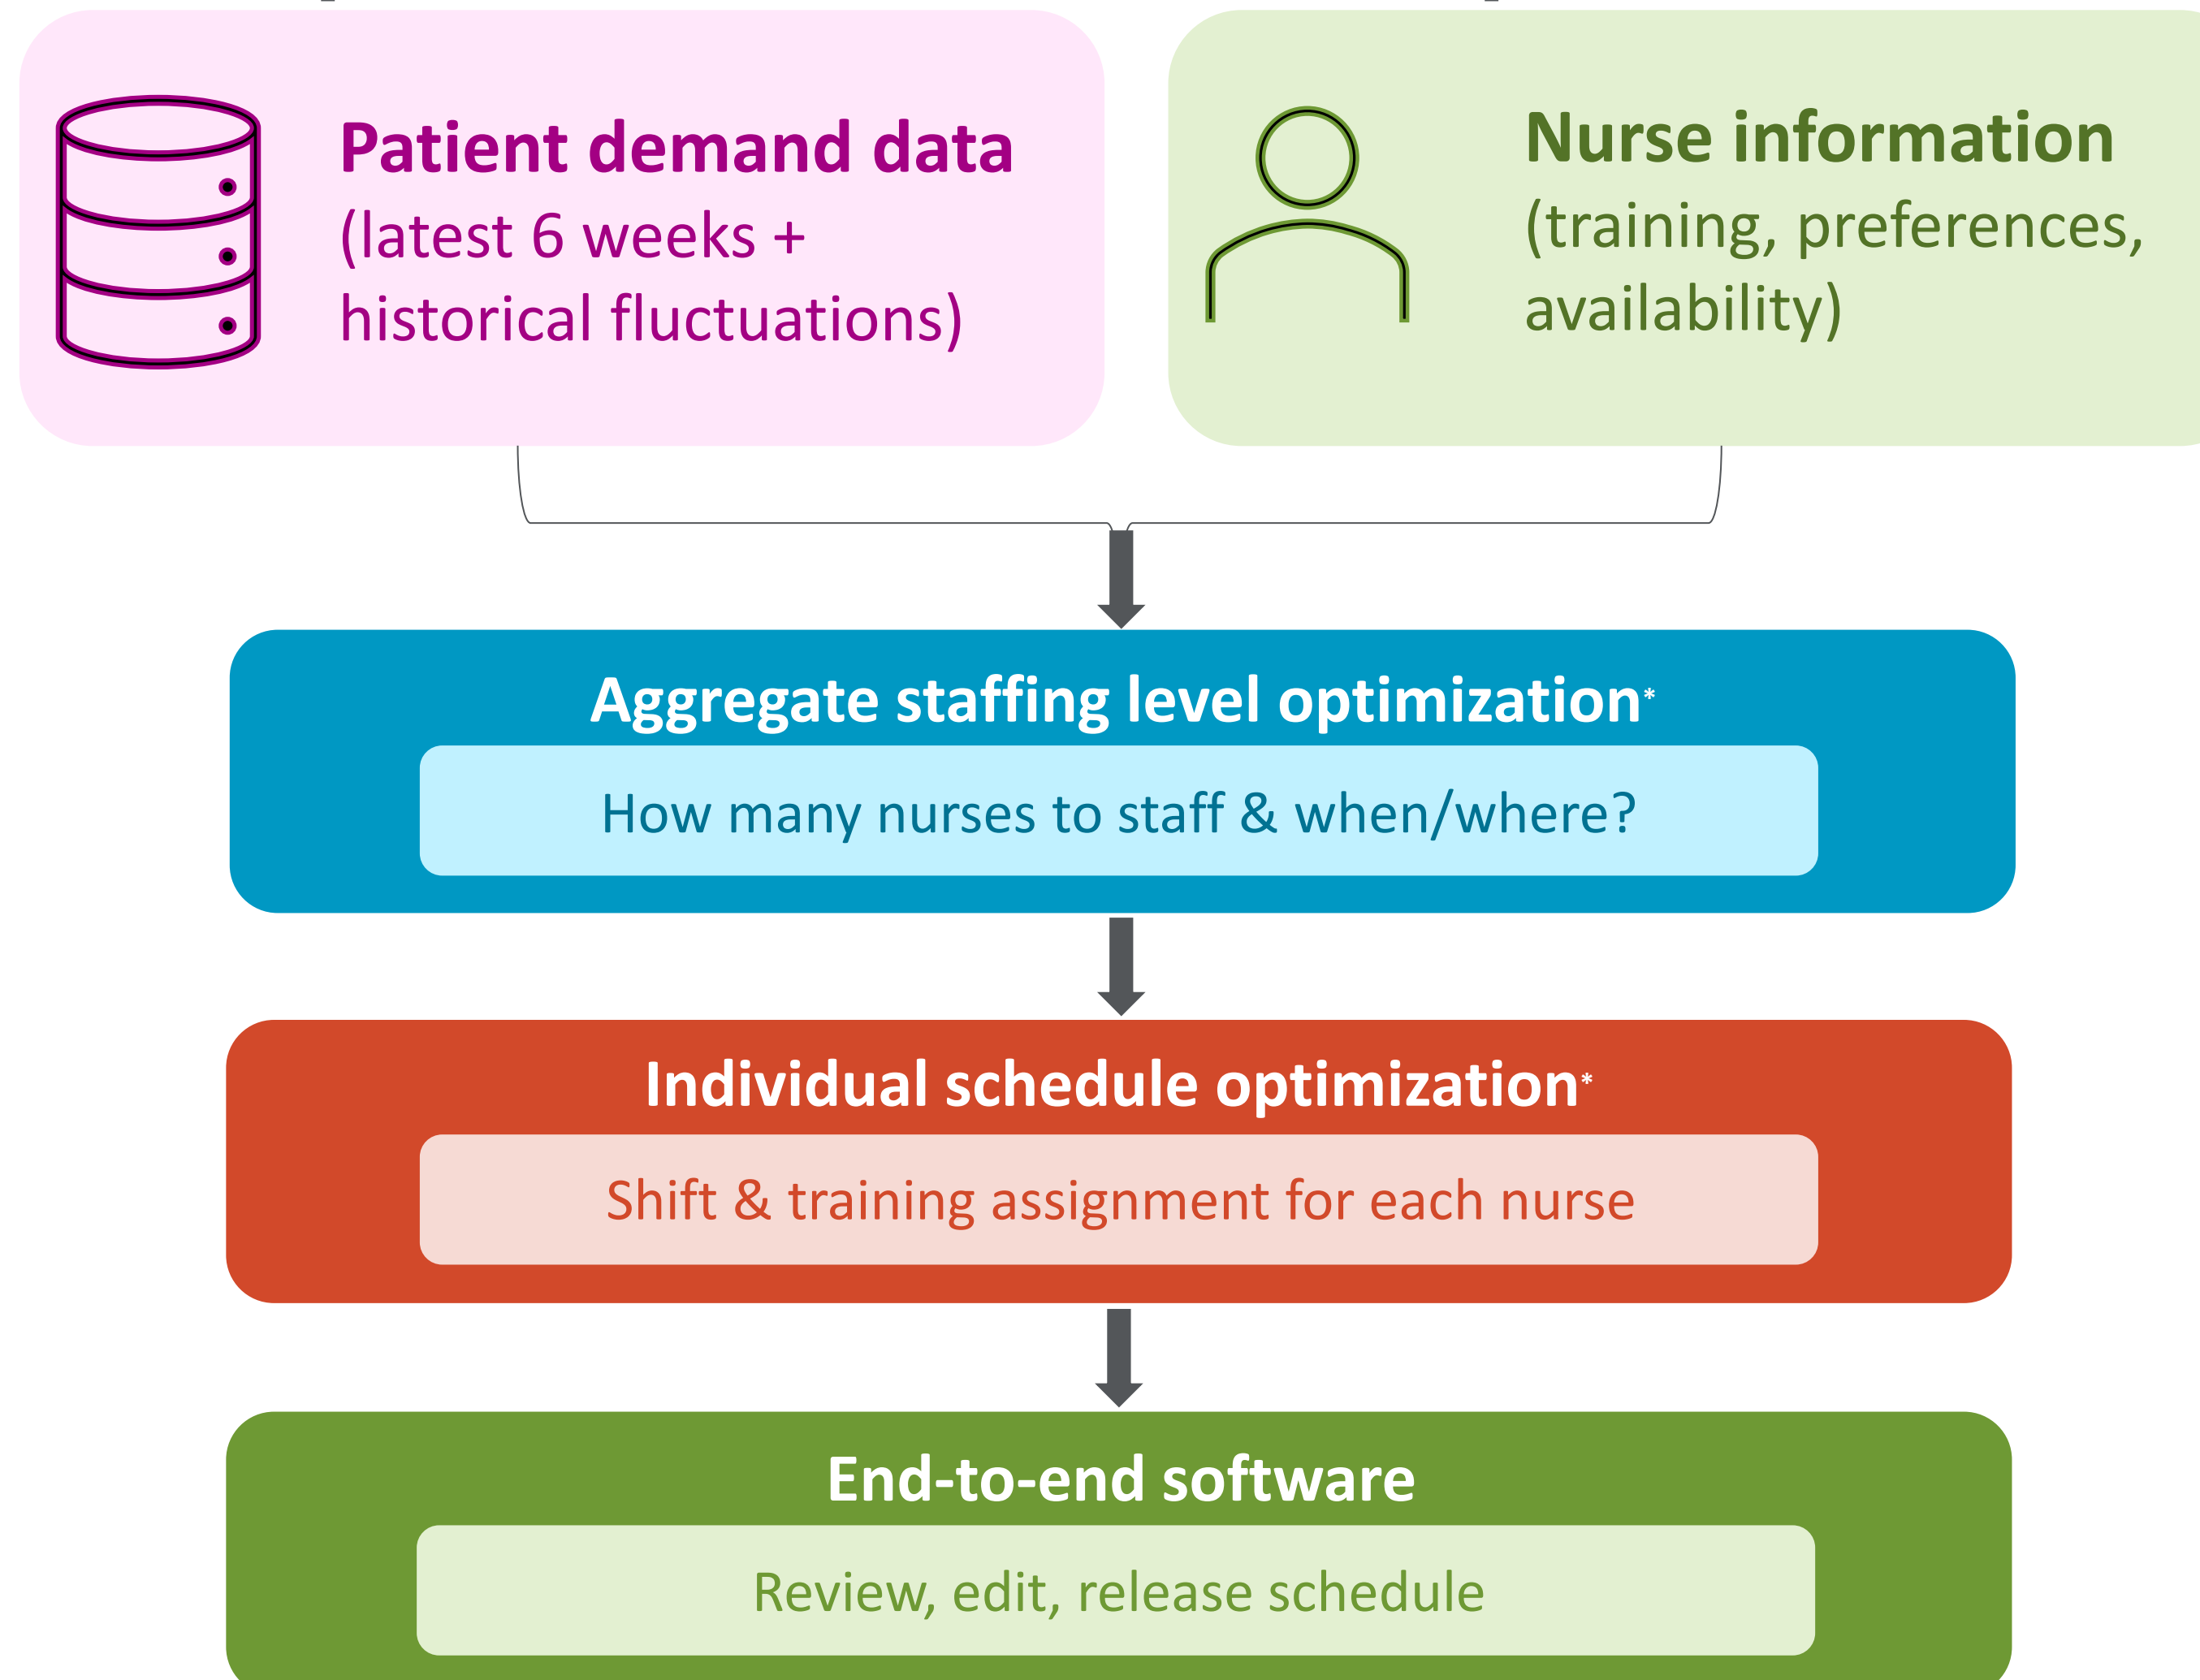 Patient demand data
(latest 6 weeks +
historical fluctuations)
Nurse information
(training, preferences,
availability)
Aggregate staffing level optimization*
How many nurses to staff & when/where?
Individual schedule optimization*
Shift & training assignment for each nurse
End-to-end software
Review, edit, release schedule